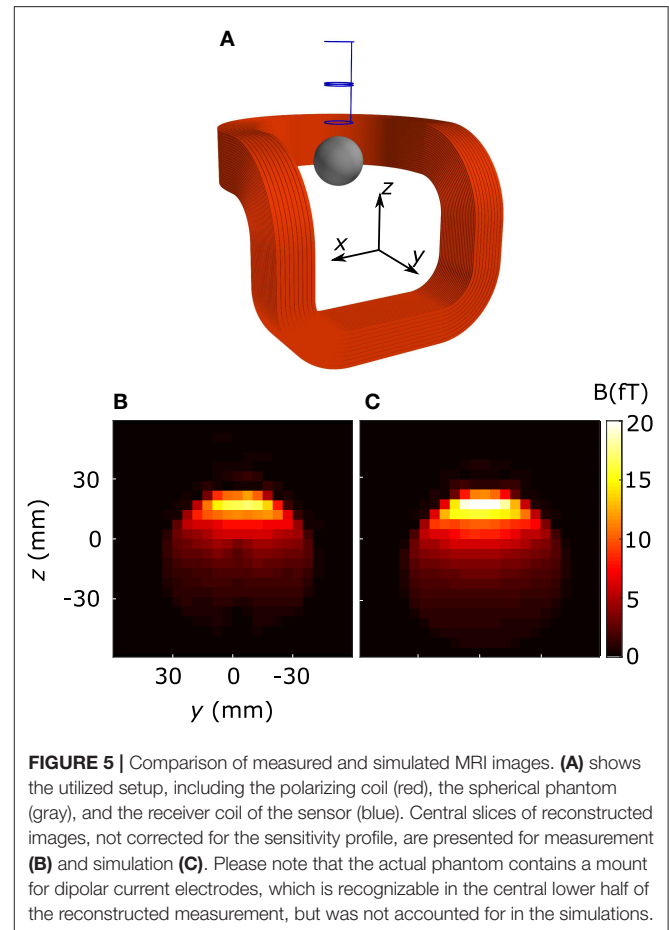 A
z
x
y
B
C
B(fT)
20
15
10
5
0
30
0
-30
z (mm)
30
0
-30
y (mm)
FIGURE 5 | Comparison of measured and simulated MRI images. (A) shows
the utilized setup, including the polarizing coil (red), the spherical phantom
(gray), and the receiver coil of the sensor (blue). Central slices of reconstructed
images, not corrected for the sensitivity profile, are presented for measurement
(B) and simulation (C). Please note that the actual phantom contains a mount
for dipolar current electrodes, which is recognizable in the central lower half of
the reconstructed measurement, but was not accounted for in the simulations.